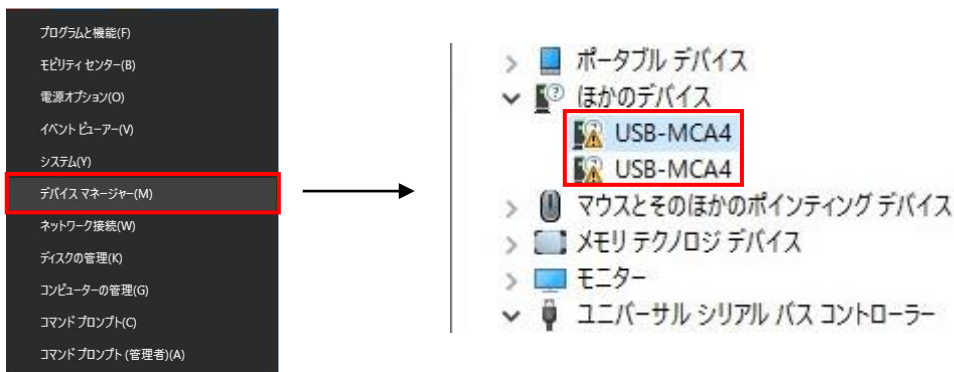 プログラムと機能(F)
モビリティ センター(B)
電源オプション(O)
イベント ビューアー(V)
システム(Y)
デバイス マネージャー(M)
ネットワーク接続(W)
ディスクの管理(K)
コンピューターの管理(G)
コマンド プロンプト(C)
コマンド プロンプト (管理者)(A)
ポータブル デバイス
ほかのデバイス
USB-MCA4
USB-MCA4
マウスとそのほかのポインティング デバイス
メモリ テクノロジ デバイス
モニター
ユニバーサル シリアル バス コントローラー